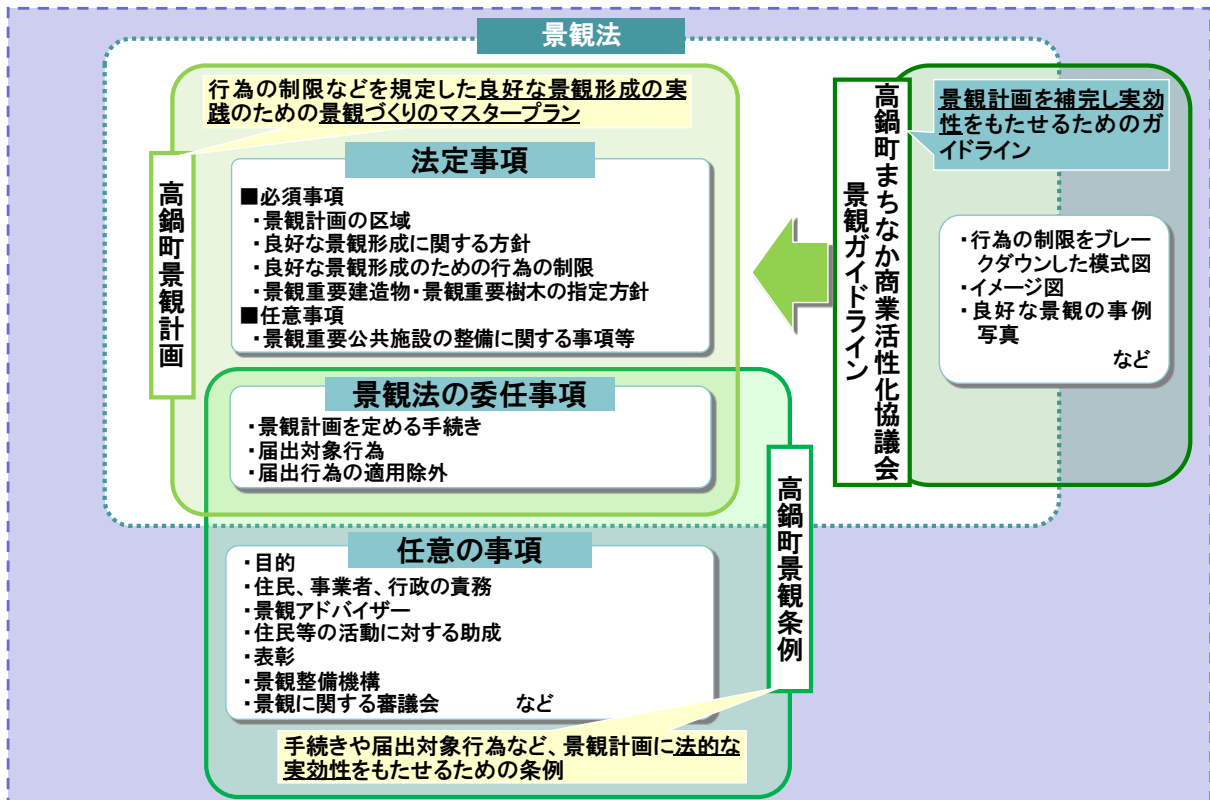 景観法
行為の制限などを規定した良好な景観形成の実
践のための景観づくりのマスタープラン
高鍋町景観計画
法定事項
■必須事項
・景観計画の区域
・良好な景観形成に関する方針
・良好な景観形成のための行為の制限
・景観重要建造物・景観重要樹木の指定方針
■任意事項
・景観重要公共施設の整備に関する事項等
景観法の委任事項
・景観計画を定める手続き
・届出対象行為
・届出行為の適用除外
任意の事項
・目的
・住民、事業者、行政の責務
・景観アドバイザー
・住民等の活動に対する助成
・表彰
・景観整備機構
・景観に関する審議会 など
高鍋町景観条例
手続きや届出対象行為など、景観計画に法的な
実効性をもたせるための条例
高鍋町まちなか商業活性化協議会
景観ガイドライン
景観計画を補完し実効
性をもたせるためのガ
イドライン
・行為の制限をブレー
クダウンした模式図
・イメージ図
・良好な景観の事例
写真
など